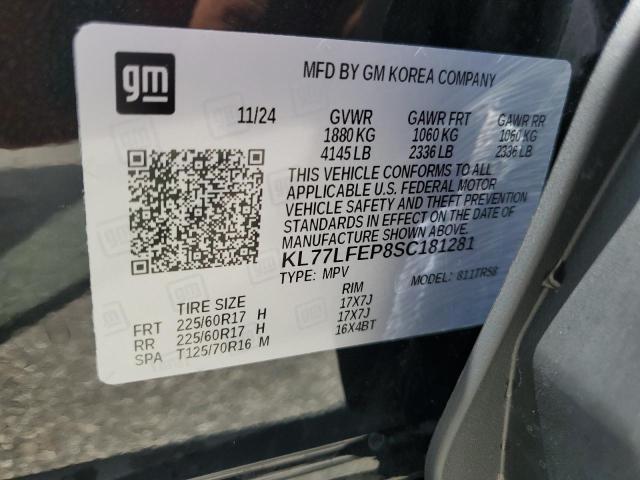 gm
MFD BY GM KOREA COMPANY
11/24 GVWR GAWR FRT GAWR RR
1880 KG 1060 KG 1060 KG
4145 LB 2336 LB 2336 LB
THIS VEHICLE CONFORMS TO ALL
APPLICABLE U.S. FEDERAL MOTOR
VEHICLE SAFETY AND THEFT PREVENTION
STANDARDS IN EFFECT ON THE DATE OF
MANUFACTURE SHOWN ABOVE.
KL77LFEP8SC181281
TYPE: MPV MODEL: 811TRS8
TIRE SIZE RIM
FRT 225/60R17 H 17X7J
RR 225/60R17 H 17X7J
SPA T125/70R16 M 16X4BT